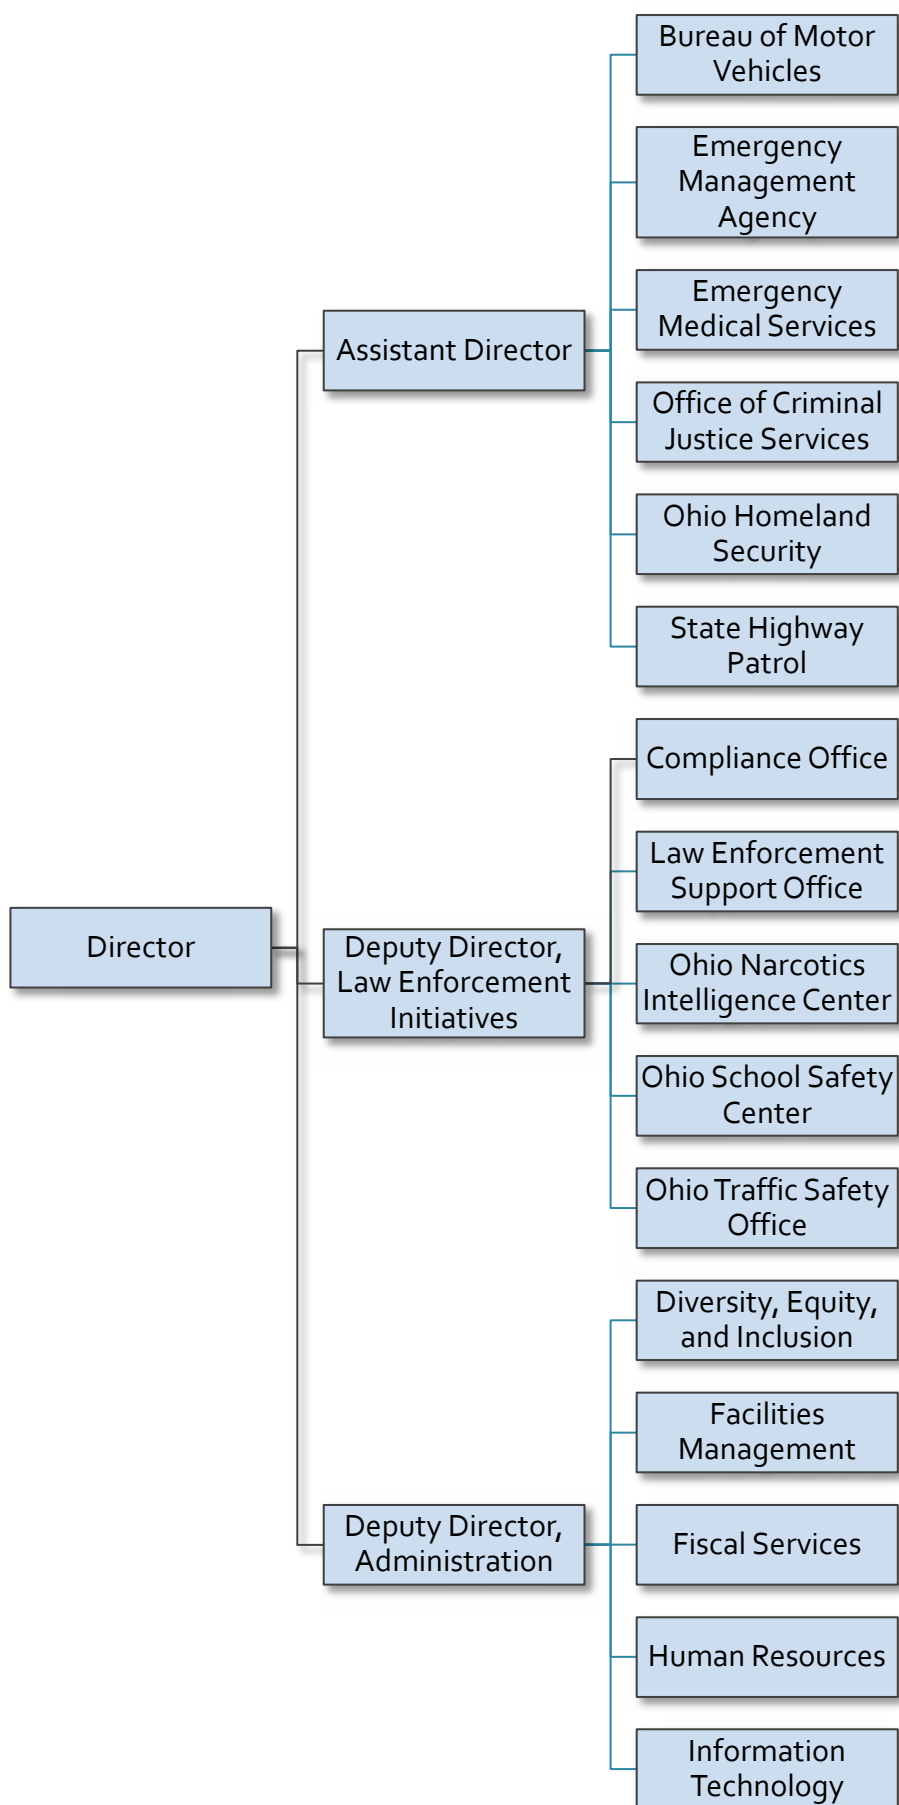 Bureau of Motor
Vehicles
Emergency
Management
Agency
Emergency
Medical Services
Assistant Director
Office of Criminal
Justice Services
Ohio Homeland
Security
State Highway
Patrol
Compliance Office
Law Enforcement
Support Office
Director
Deputy Director,
Law Enforcement
Initiatives
Ohio Narcotics
Intelligence Center
Ohio School Safety
Center
Ohio Traffic Safety
Office
Diversity, Equity,
and Inclusion
Facilities
Management
Deputy Director,
Administration
Fiscal Services
Human Resources
Information
Technology